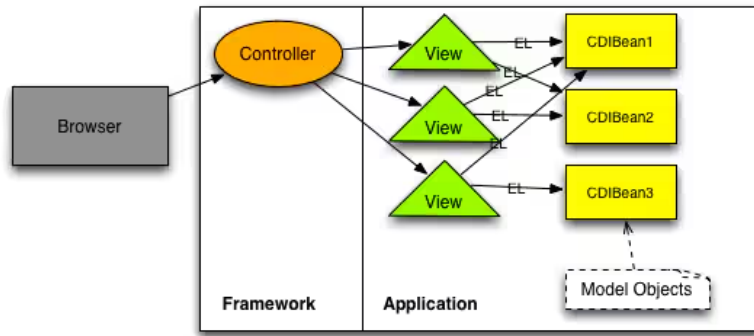 Controller
View
EL
CDIBean1
EL
Browser
View
EL
EL
CDIBean2
EL
View
EL
CDIBean3
Model Objects
Framework
Application